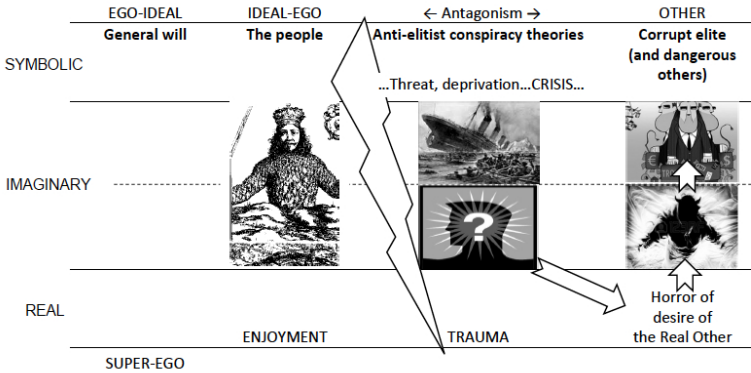 EGO-IDEAL IDEAL-EGO ← Antagonism → OTHER
General will The people Anti-elitist conspiracy theories Corrupt elite
(and dangerous
others)
SYMBOLIC
...Threat, deprivation...CRISIS...
IMAGINARY
?
REAL
Horror of
desire of
the Real Other
ENJOYMENT TRAUMA
SUPER-EGO